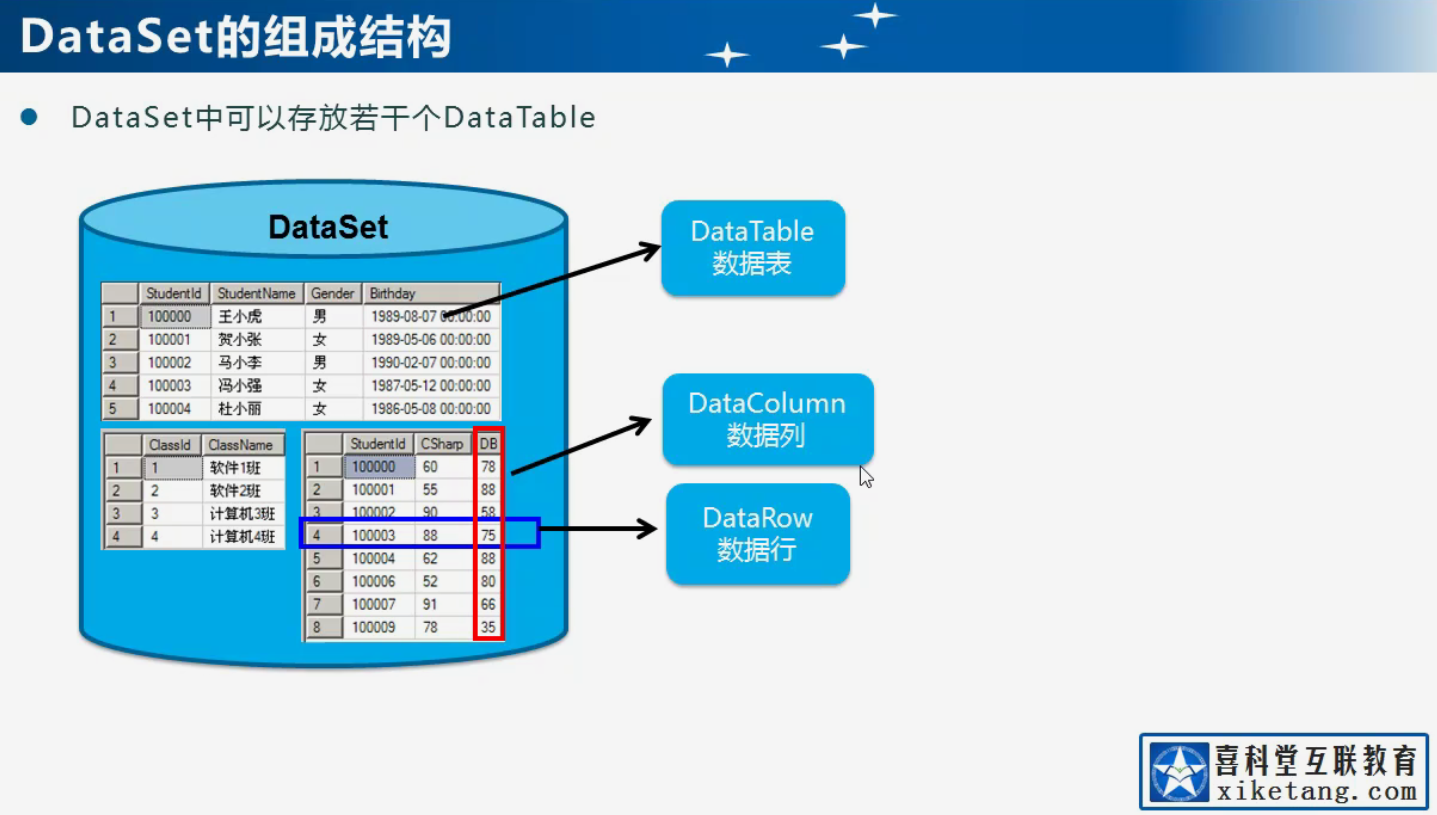 DataSet的组成结构
DataSet中可以存放若干个DataTable
DataSet
StudentId StudentName Gender Birthday
1 100000 王小虎 男 1989-08-07 00:00:00
2 100001 贺小张 女 1989-05-06 00:00:00
3 100002 马小李 男 1990-02-07 00:00:00
4 100003 冯小强 女 1987-05-12 00:00:00
5 100004 杜小丽 女 1986-05-08 00:00:00
ClassId ClassName
1 1 软件1班
2 2 软件2班
3 3 计算机3班
4 4 计算机4班
StudentId CSharp DB
1 100000 60 78
2 100001 55 88
3 100002 90 58
4 100003 88 75
5 100004 62 88
6 100006 52 80
7 100007 91 66
8 100009 78 35
DataTable
数据表
DataColumn
数据列
DataRow
数据行
喜科堂互联教育
xiketang.com